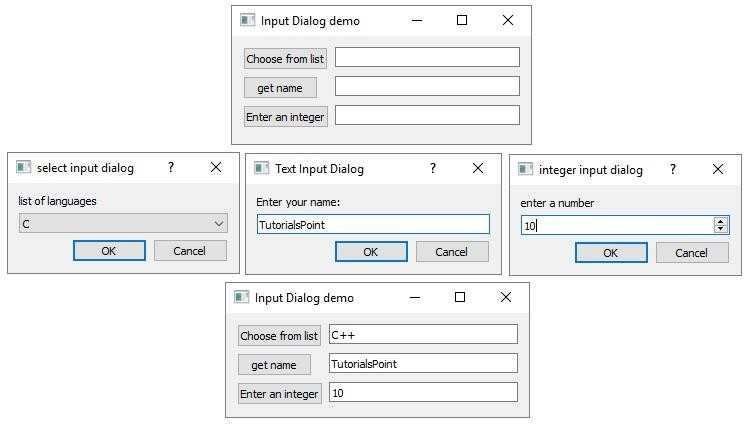 Input Dialog demo
Choose from list
get name
Enter an integer
select input dialog ?
list of languages
C
OK Cancel
Text Input Dialog ?
Enter your name:
TutorialsPoint
OK Cancel
integer input dialog ?
enter a number
10
OK Cancel
Input Dialog demo
Choose from list C++
get name TutorialsPoint
Enter an integer 10